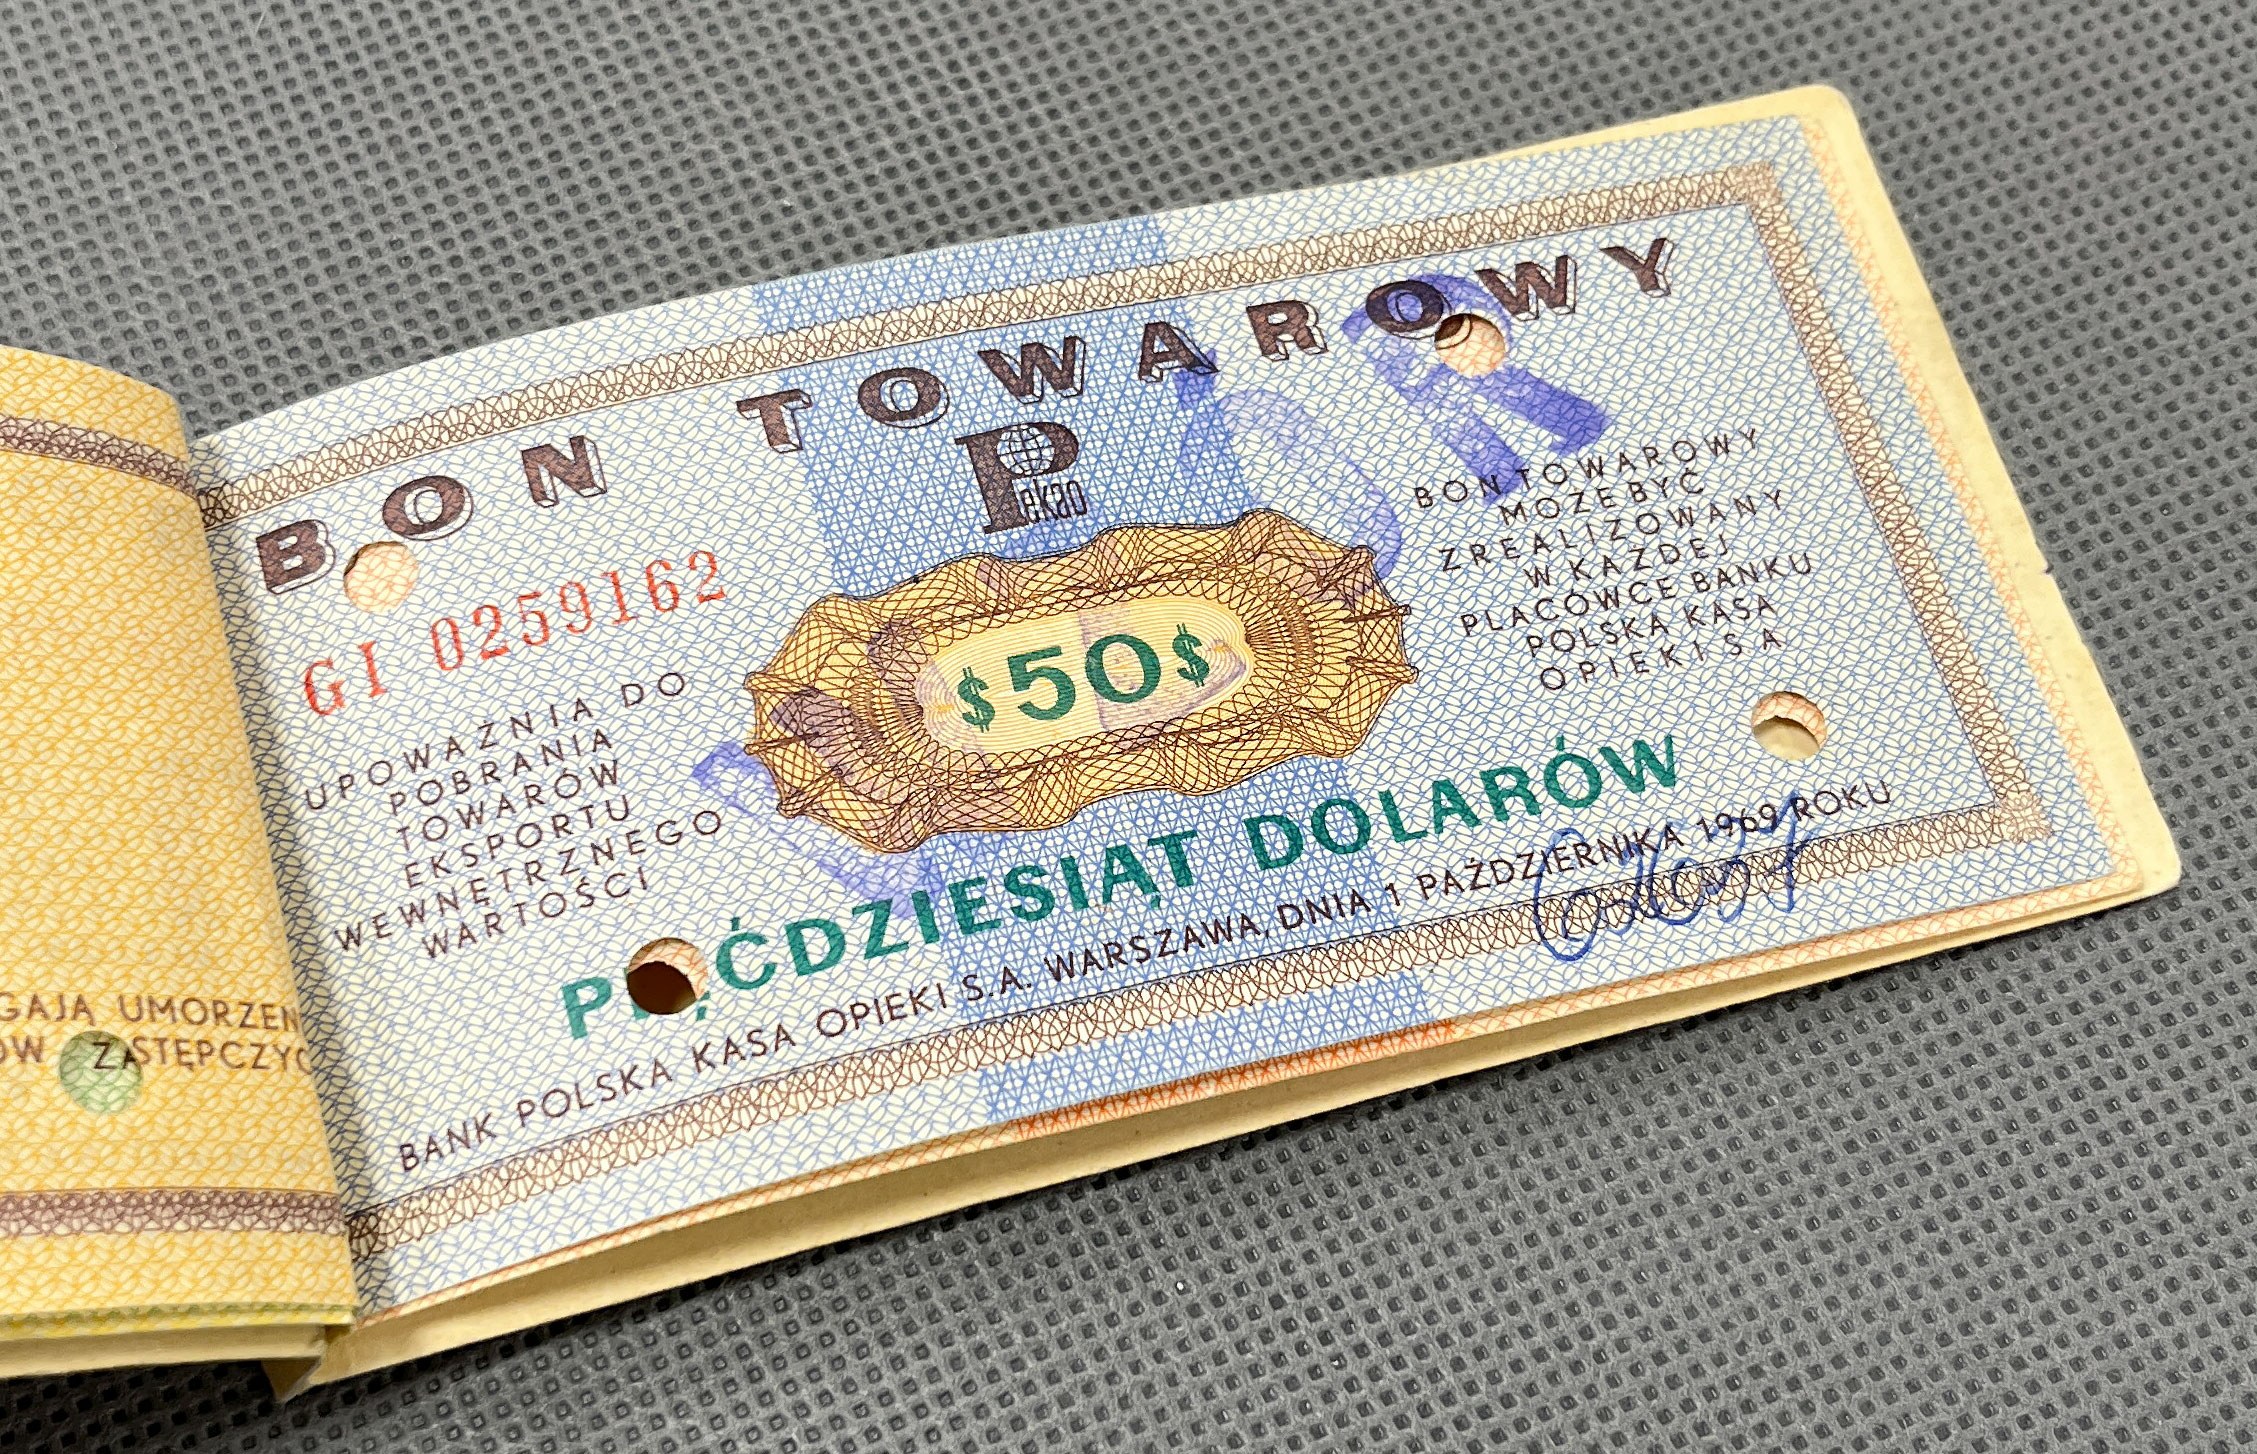 BON TOWAROWY
Pekao
GI 0259162
UPOWAŻNIA DO
POBRANIA
TOWARÓW
EKSPORTU
WEWNĘTRZNEGO
WARTOŚCI
$50$
BON TOWAROWY
MOŻE BYĆ
ZREALIZOWANY
W KAŻDEJ
PLACÓWCE BANKU
POLSKA KASA
OPIEKI S A
PIĘĆDZIESIĄT DOLARÓW
BANK POLSKA KASA OPIEKI S.A. WARSZAWA, DNIA 1 PAŹDZIERNIKA 1969 ROKU
GAJĄ UMORZEN
ÓW ZASTĘPCZYC